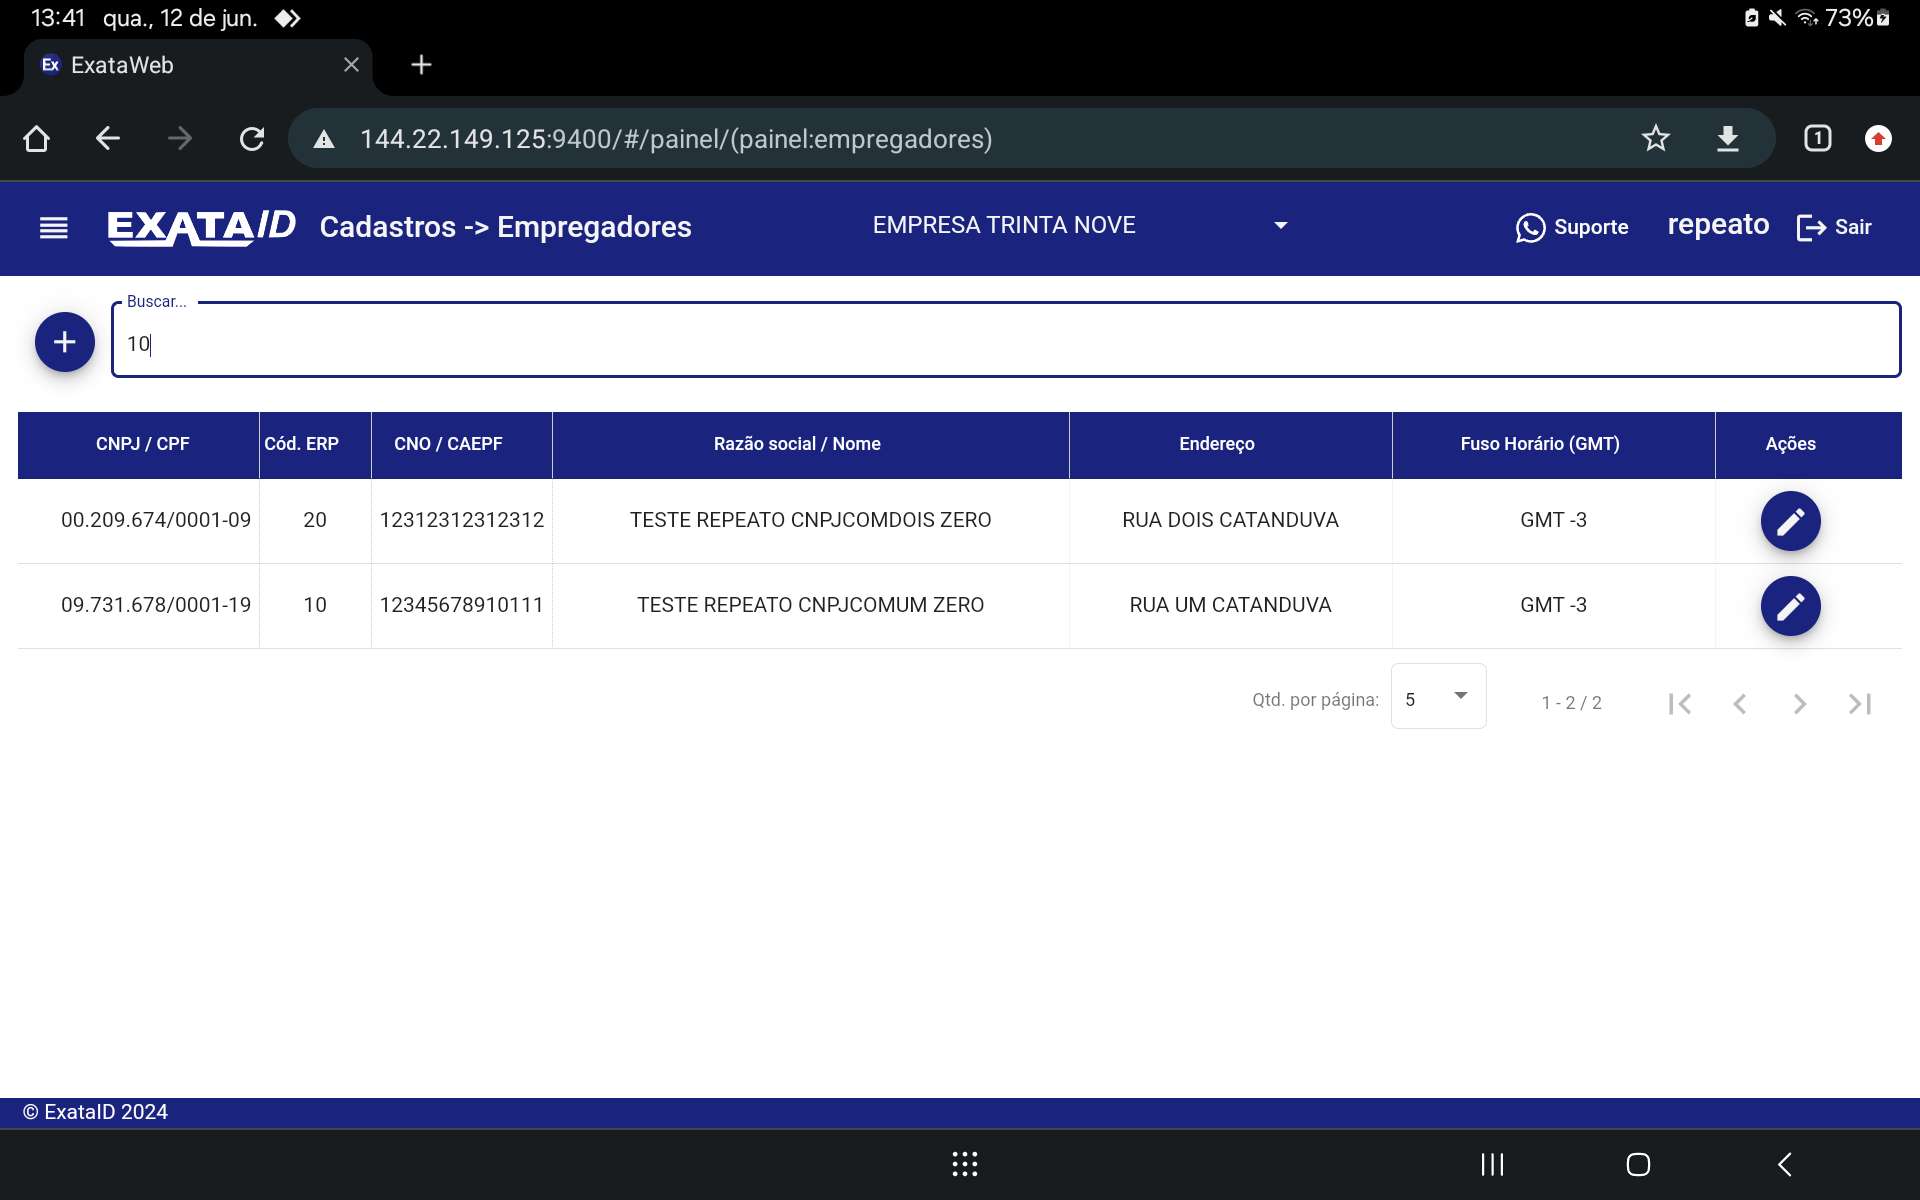 13:41 qua., 12 de jun. 73%
Ex ExataWeb
144.22.149.125:9400/#/painel/(painel:empregadores) 1
EXATAID Cadastros -> Empregadores EMPRESA TRINTA NOVE Suporte repeato Sair
Buscar...
10
CNPJ / CPF Cód. ERP CNO / CAEPF Razão social / Nome Endereço Fuso Horário (GMT) Ações
00.209.674/0001-09 20 12312312312312 TESTE REPEATO CNPJCOMDOIS ZERO RUA DOIS CATANDUVA GMT -3
09.731.678/0001-19 10 12345678910111 TESTE REPEATO CNPJCOMUM ZERO RUA UM CATANDUVA GMT -3
Qtd. por página: 5 1 - 2 / 2
© ExataID 2024